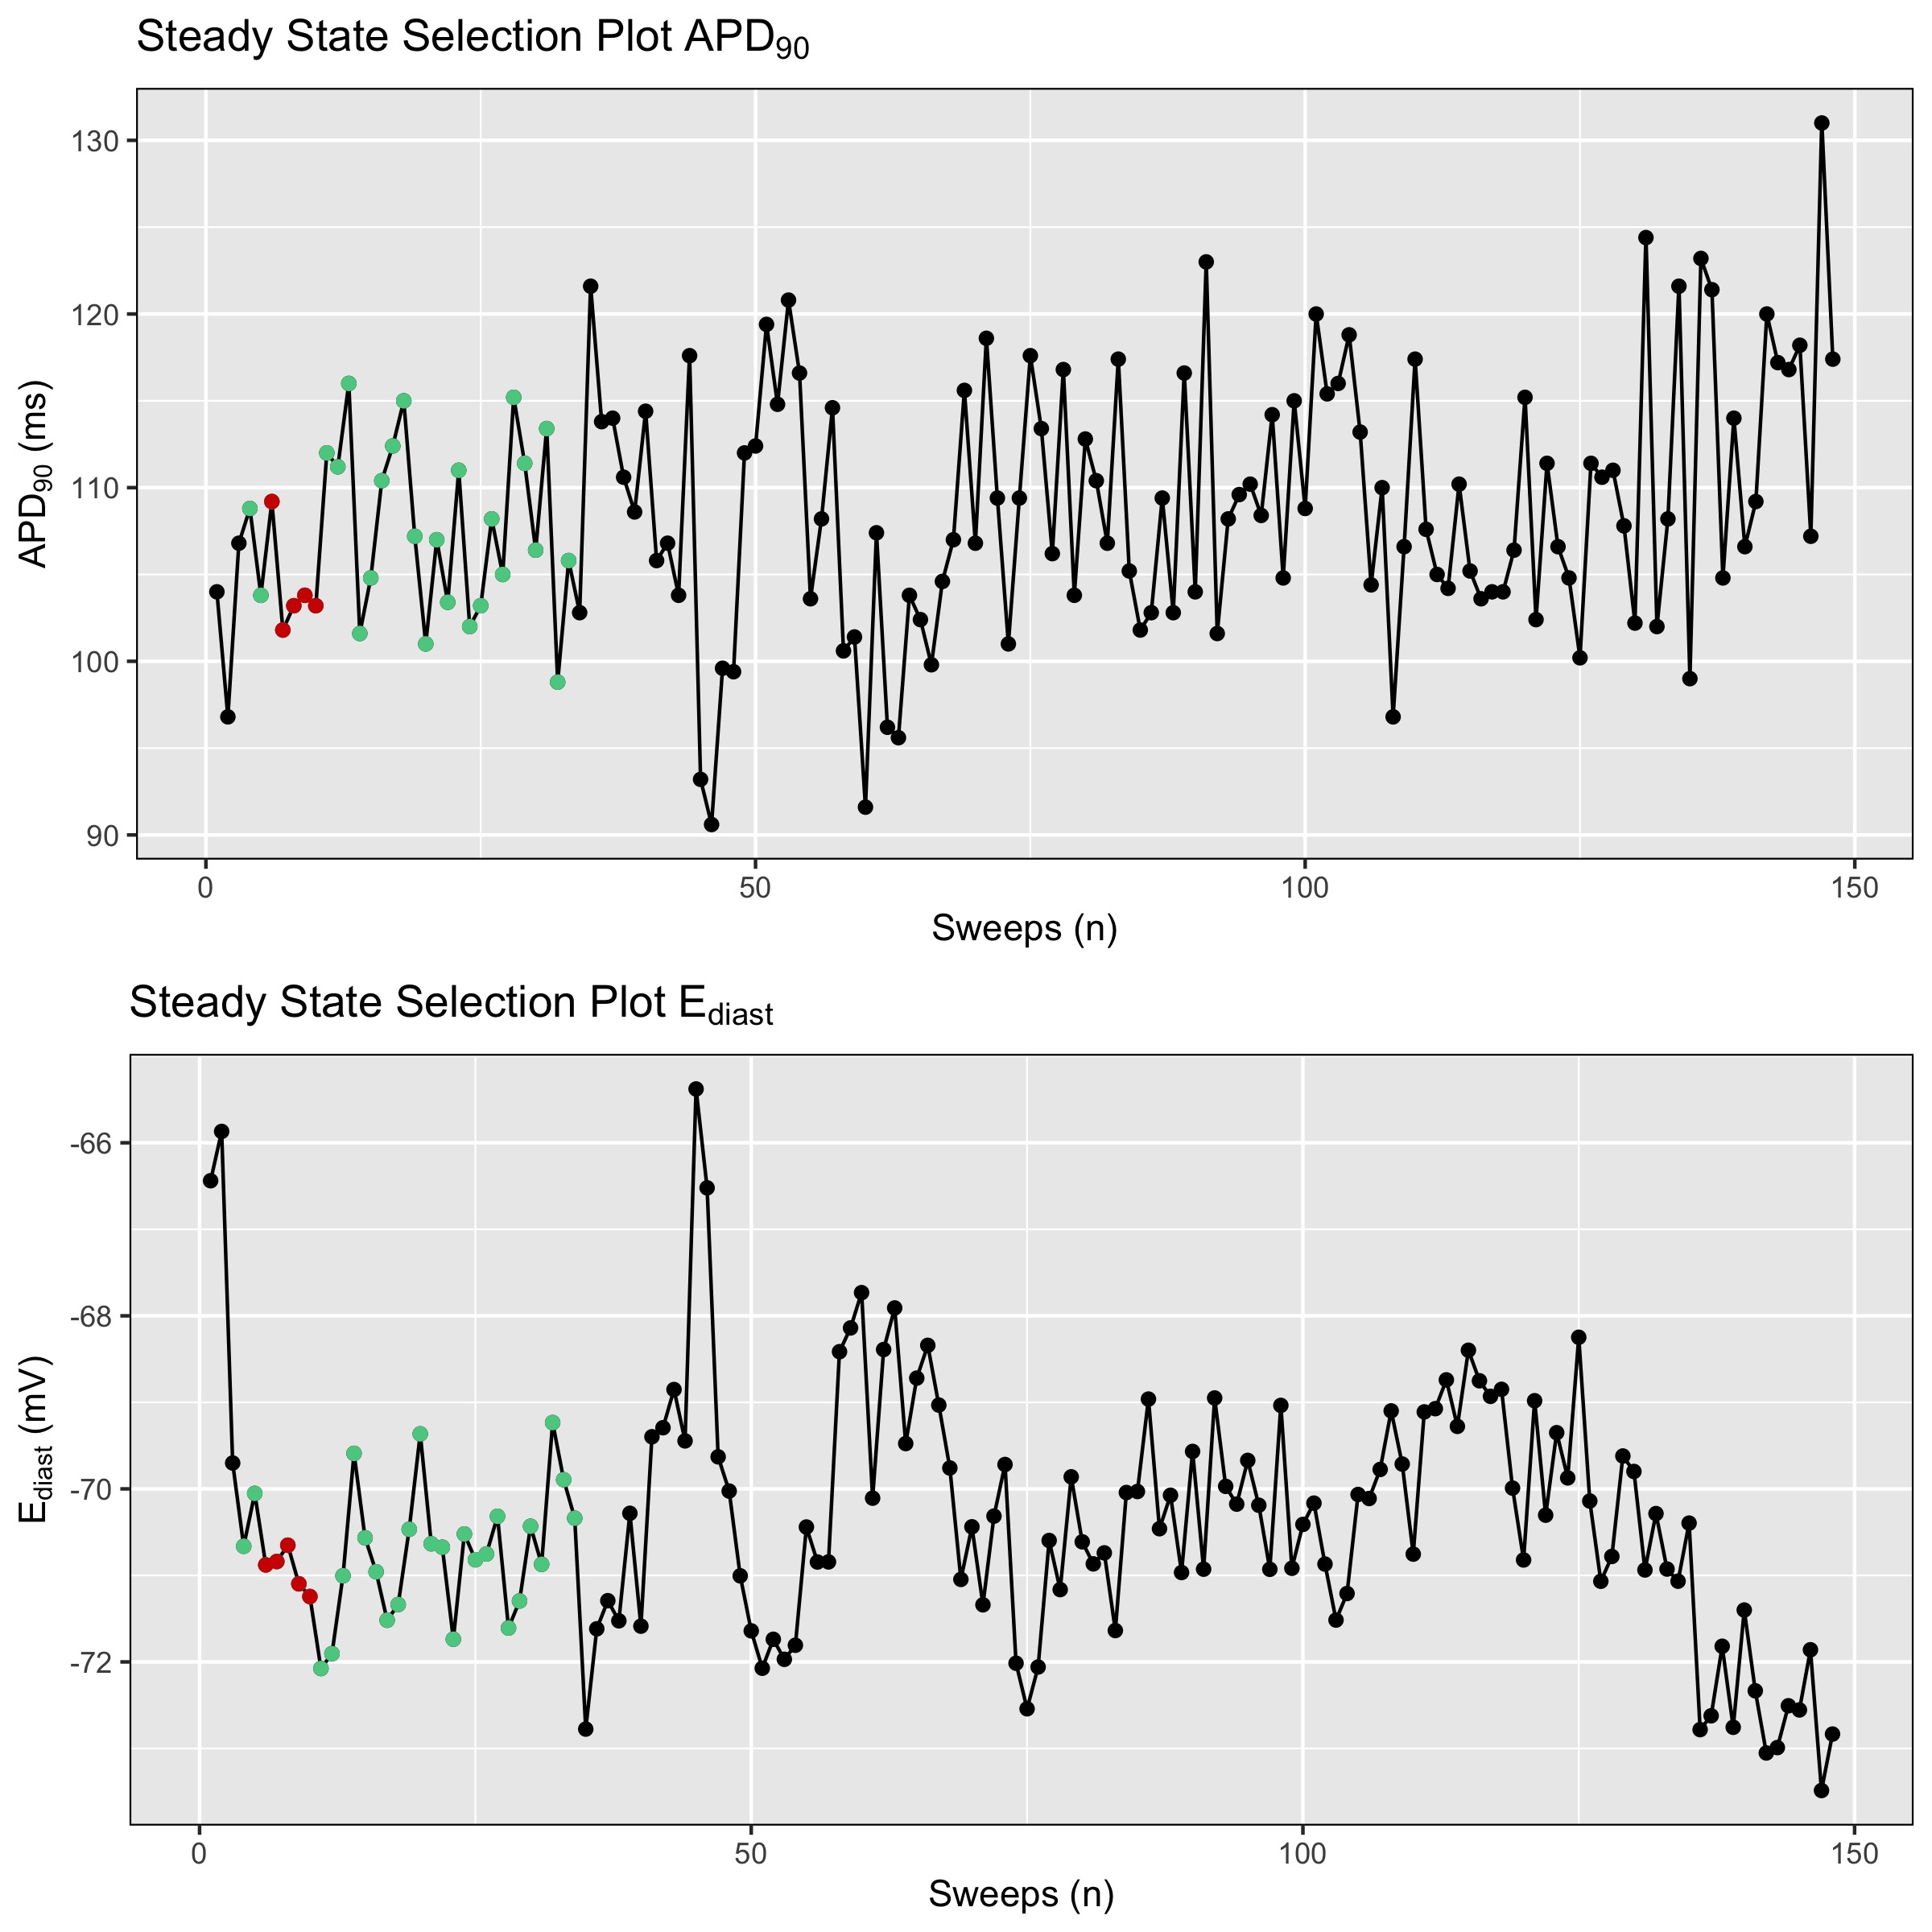 Steady State Selection Plot APD90
130
120
110
100
90
APD90 (ms)
0 50 100 150
Sweeps (n)
Steady State Selection Plot Ediast
-66
-68
-70
-72
Ediast (mV)
0 50 100 150
Sweeps (n)